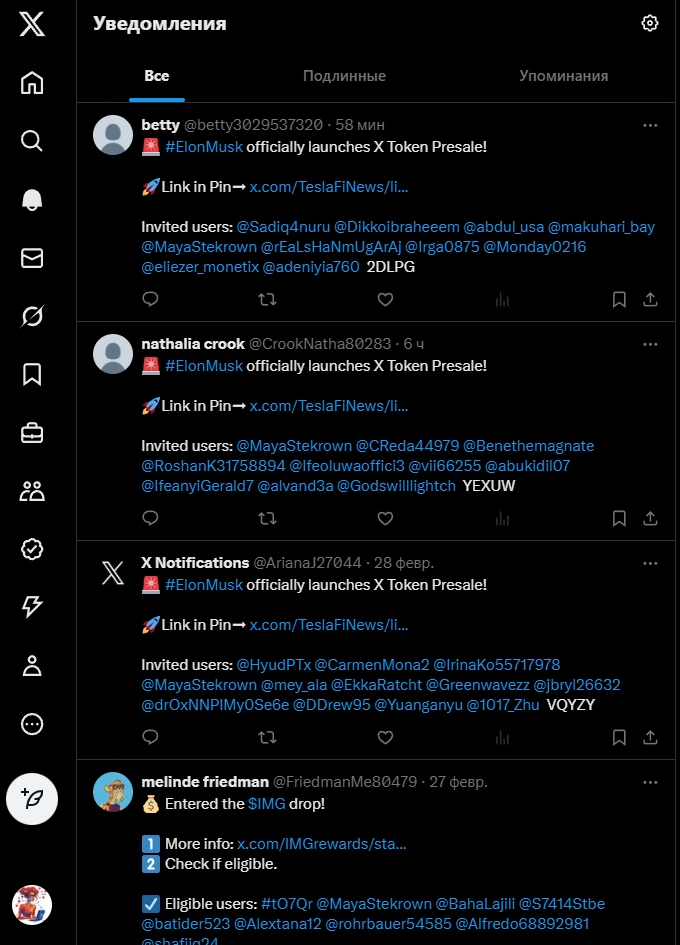 Уведомления
Все
Подлинные
Упоминания
betty @betty3029537320 · 58 мин
🚨 #ElonMusk officially launches X Token Presale!
🚀Link in Pin➞ x.com/TeslaFiNews/li...
Invited users: @Sadiq4nuru @Dikkoibraheeem @abdul_usa @makuhari_bay
@MayaStekrown @rEaLsHaNmUgArAj @Irga0875 @Monday0216
@eliezer_monetix @adeniyia760 2DLPG
nathalia crook @CrookNatha80283 · 6 ч
🚨 #ElonMusk officially launches X Token Presale!
🚀Link in Pin➞ x.com/TeslaFiNews/li...
Invited users: @MayaStekrown @CReda44979 @Benethemagnate
@RoshanK31758894 @Ifeoluwaoffici3 @vii66255 @abukidil07
@IfeanyiGerald7 @alvand3a @Godswilllightch YEXUW
X Notifications @ArianaJ27044 · 28 февр.
🚨 #ElonMusk officially launches X Token Presale!
🚀Link in Pin➞ x.com/TeslaFiNews/li...
Invited users: @HyudPTx @CarmenMona2 @IrinaKo55717978
@MayaStekrown @mey_ala @EkkaRatcht @Greenwavezz @jbryl26632
@drOxNNPIMy0Se6e @DDrew95 @Yuanganyu @1017_Zhu VQYZY
melinde friedman @FriedmanMe80479 · 27 февр.
💰 Entered the $IMG drop!
1️⃣ More info: x.com/IMGrewards/sta...
2️⃣ Check if eligible.
☑️ Eligible users: #tO7Qr @MayaStekrown @BahaLajili @S7414Stbe
@batider523 @Alextana12 @rohrbauer54585 @Alfredo68892981
@shafiig24